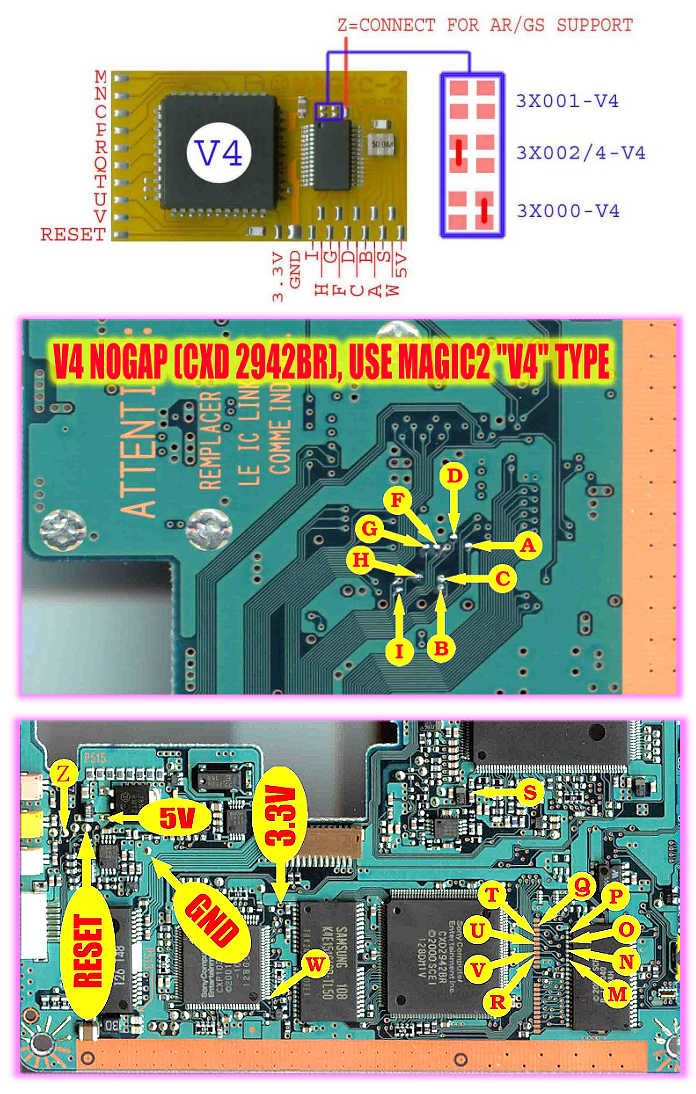 Z=CONNECT FOR AR/GS SUPPORT
M
N
C
P
R
Q
T
U
V
RESET
V4
3X001-V4
3X002/4-V4
3X000-V4
3.3V
GND
I
H
G
F
D
C
B
A
S
W
5V
V4 NOGAP (CXD 2942BR), USE MAGIC2 "V4" TYPE
ATTENTI
REMPLACER
LE IC LINK
COMME IND
D
F
G
A
H
C
I
B
Z
5V
3.3V
S
RESET
GND
W
T
Q
P
U
O
V
N
R
M
SAMSUNG
CXD2942BR